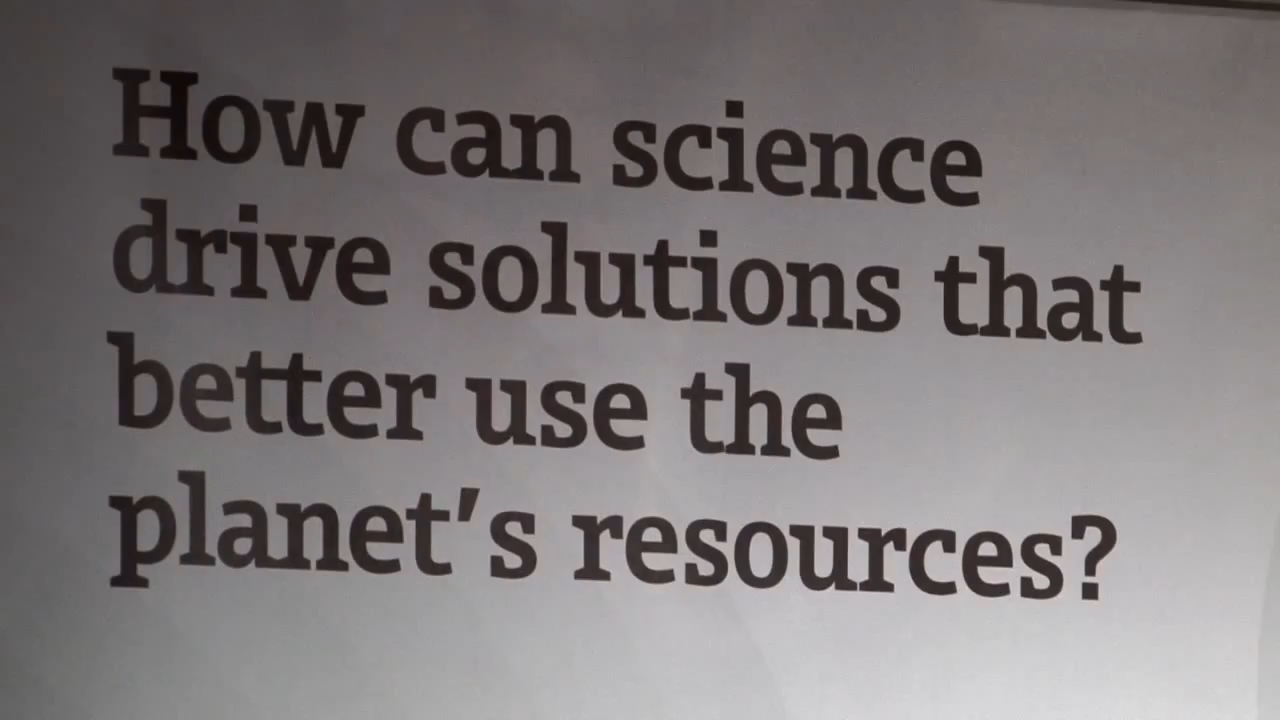 How can science
drive solutions that
better use the
planet's resources?